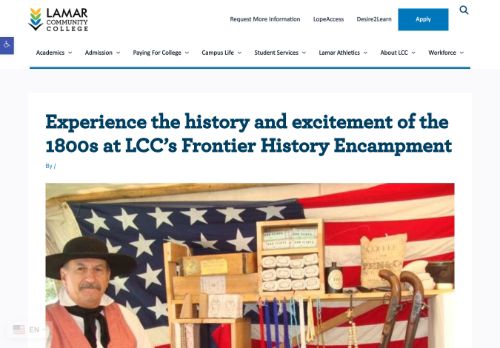 LAMAR
COMMUNITY
COLLEGE
Request More Information LopeAccess Desire2Learn Apply
Academics Admission Paying For College Campus Life Student Services Lamar Athletics About LCC Workforce
Experience the history and excitement of the
1800s at LCC's Frontier History Encampment
By /
COFFEE
EN